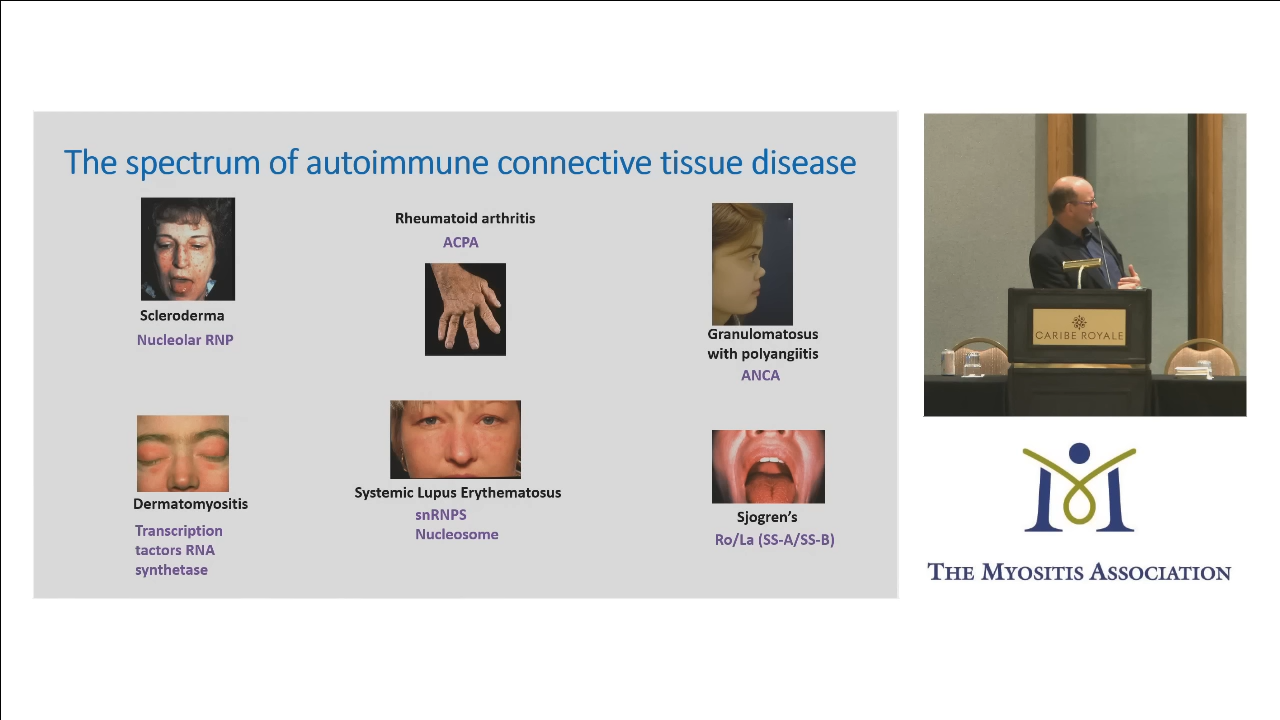 The spectrum of autoimmune connective tissue disease
Scleroderma
Nucleolar RNP
Rheumatoid arthritis
ACPA
Granulomatosus
with polyangiitis
ANCA
Dermatomyositis
Transcription
tactors RNA
synthetase
Systemic Lupus Erythematosus
snRNPS
Nucleosome
Sjogren’s
Ro/La (SS-A/SS-B)
CARIBE ROYALE
THE MYOSITIS ASSOCIATION